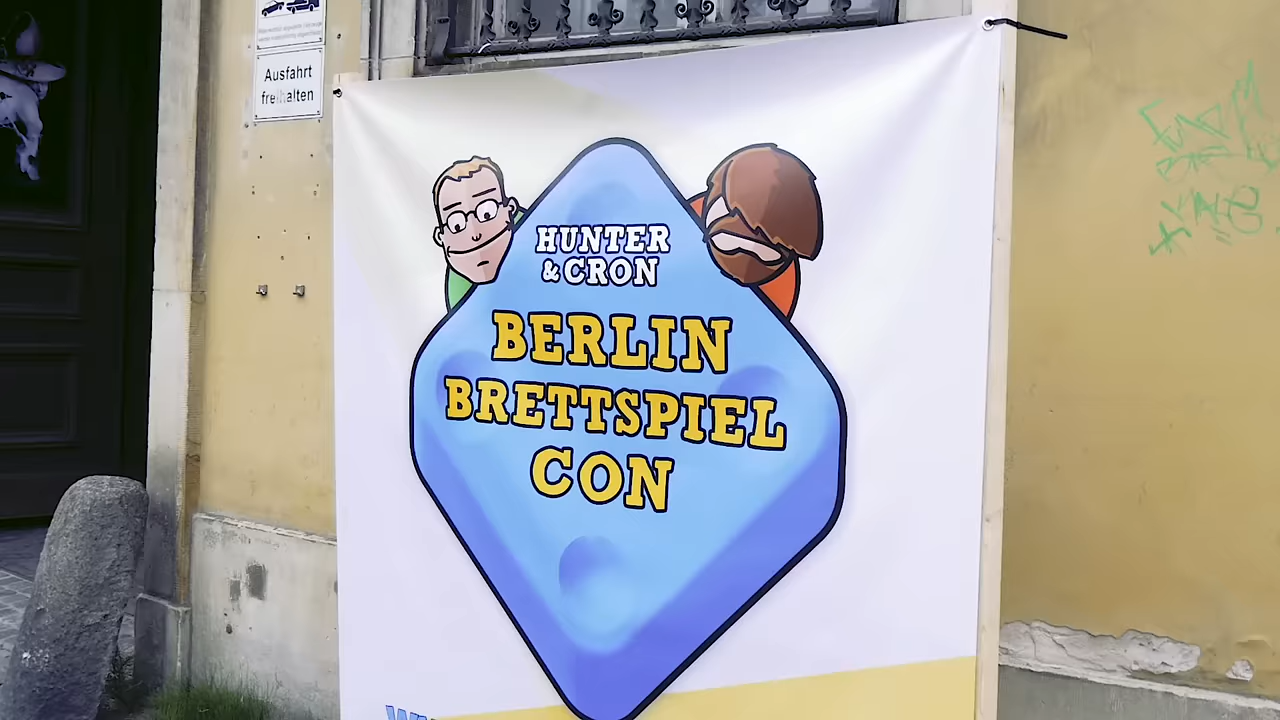 Ausfahrt
freihalten
HUNTER
& CRON
BERLIN
BRETTSPIEL
CON